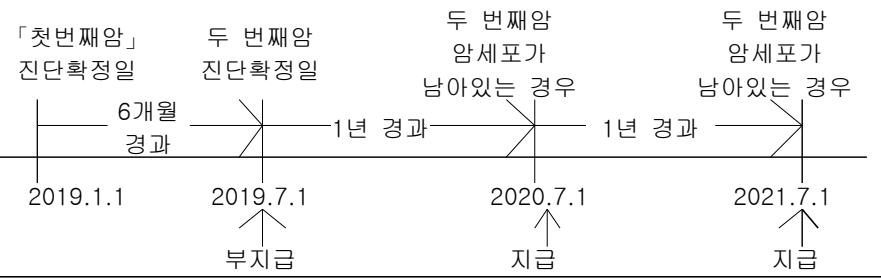 「첫번째암」
진단확정일
두 번째암
진단확정일
두 번째암
암세포가
남아있는 경우
두 번째암
암세포가
남아있는 경우
6개월
경과
1년 경과
1년 경과
2019.1.1
2019.7.1
2020.7.1
2021.7.1
부지급
지급
지급